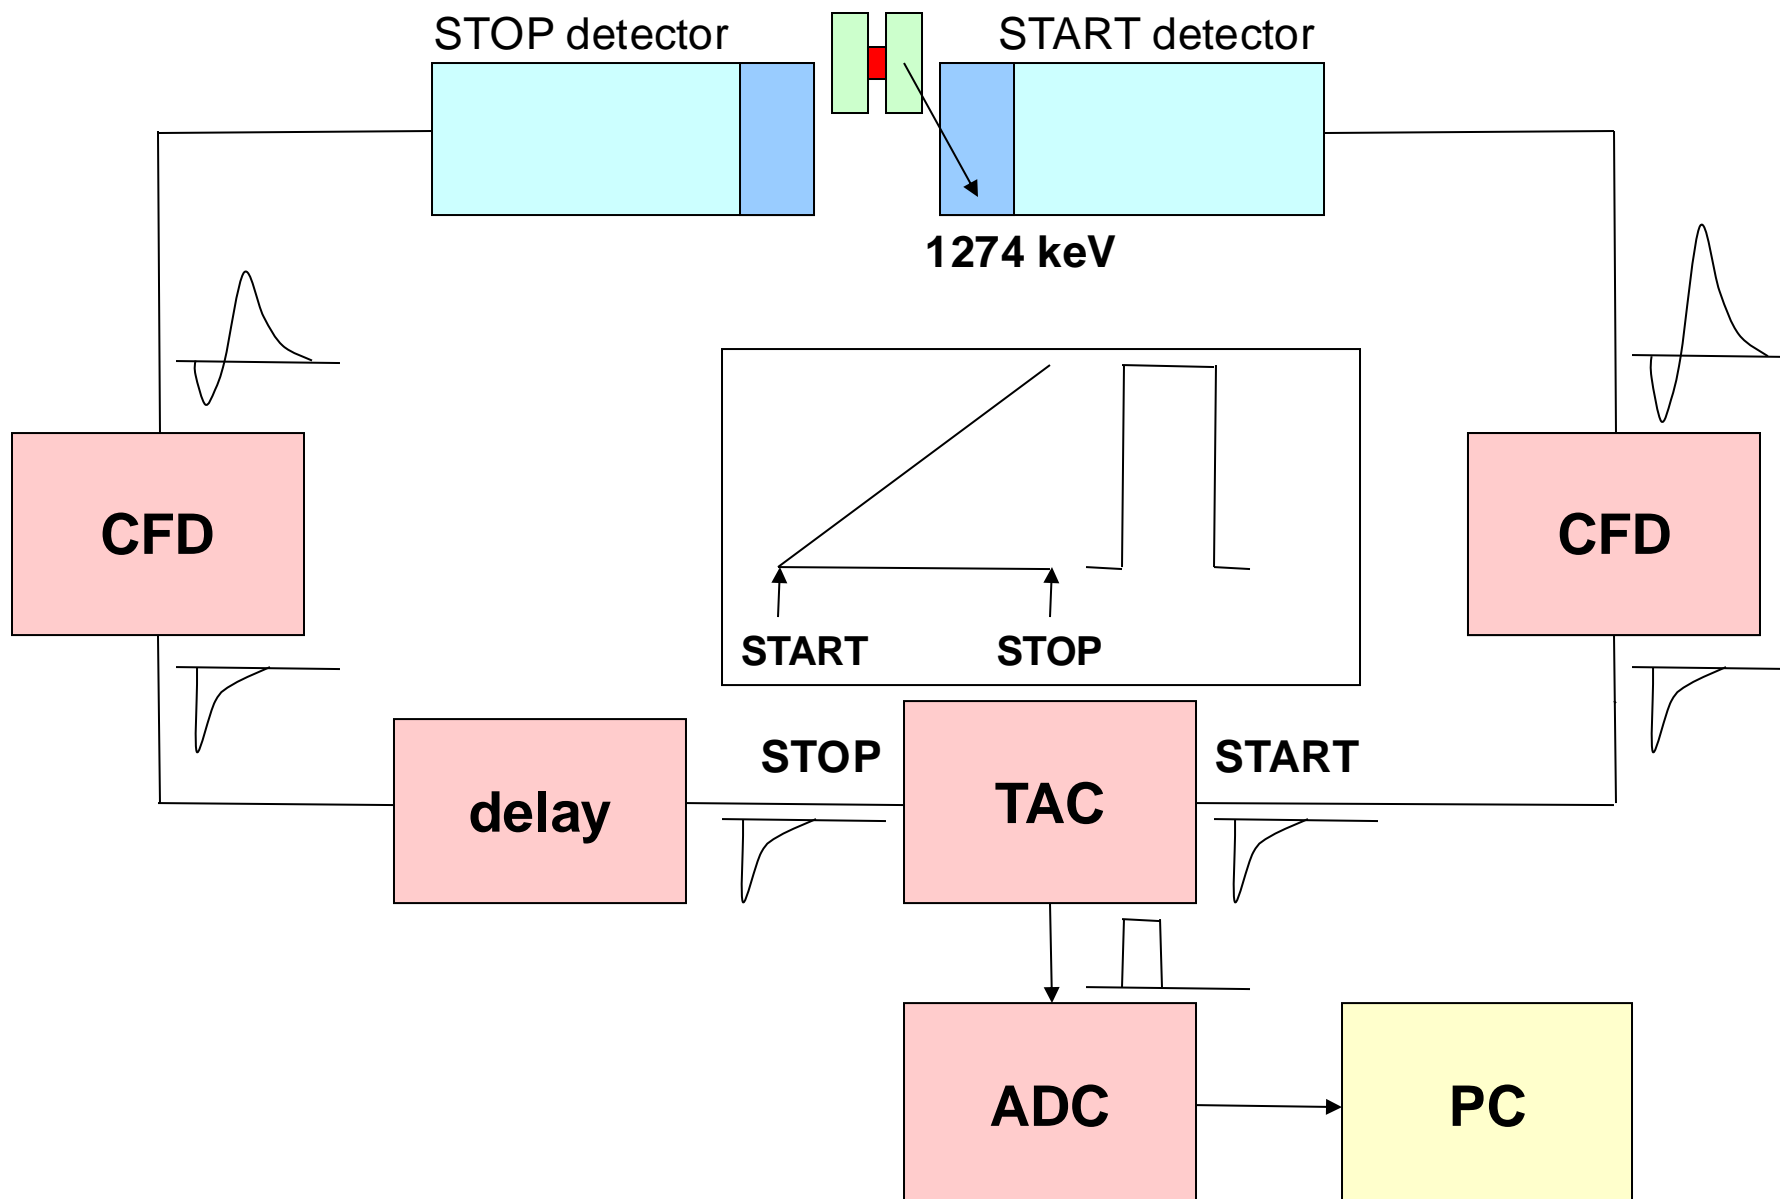 STOP detector
START detector
1274 keV
CFD
CFD
START
STOP
STOP
START
delay
TAC
ADC
PC